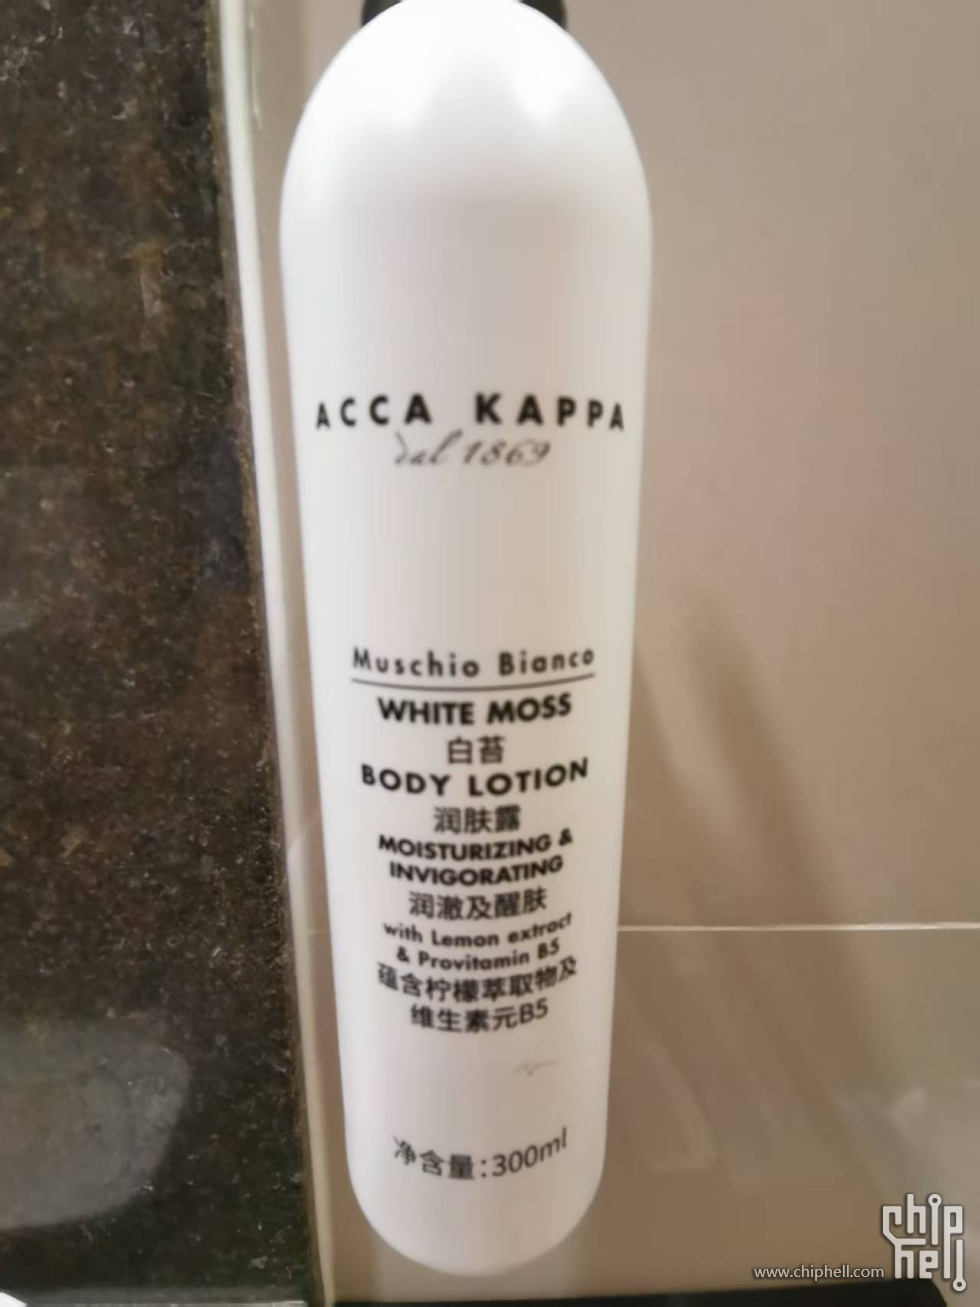 ACCA KAPPA
dal 1869
Muschio Bianco
WHITE MOSS
白苔
BODY LOTION
润肤露
MOISTURIZING &
INVIGORATING
润澈及醒肤
with Lemon extract
& Provitamin B5
蕴含柠檬萃取物及
维生素元B5
净含量:300ml
chip
hell
www.chiphell.com